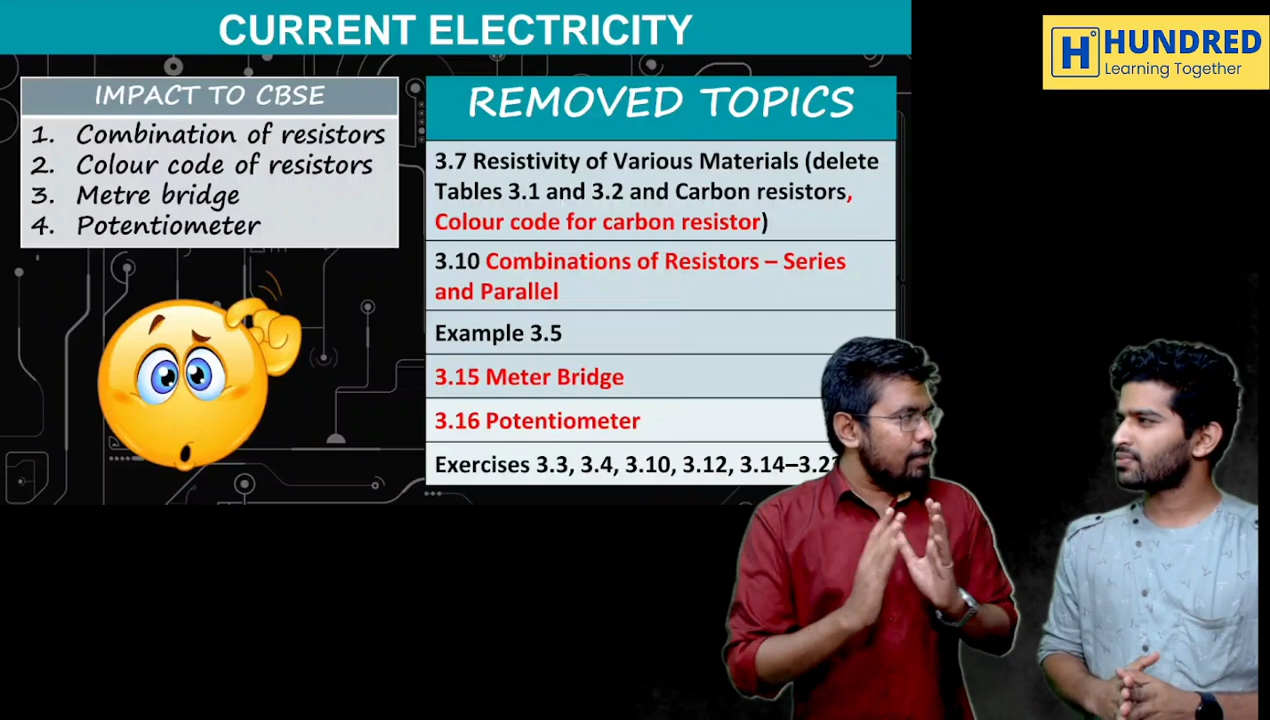 CURRENT ELECTRICITY
H° HUNDRED
Learning Together
IMPACT TO CBSE
1. Combination of resistors
2. Colour code of resistors
3. Metre bridge
4. Potentiometer
REMOVED TOPICS
3.7 Resistivity of Various Materials (delete
Tables 3.1 and 3.2 and Carbon resistors,
Colour code for carbon resistor)
3.10 Combinations of Resistors – Series
and Parallel
Example 3.5
3.15 Meter Bridge
3.16 Potentiometer
Exercises 3.3, 3.4, 3.10, 3.12,